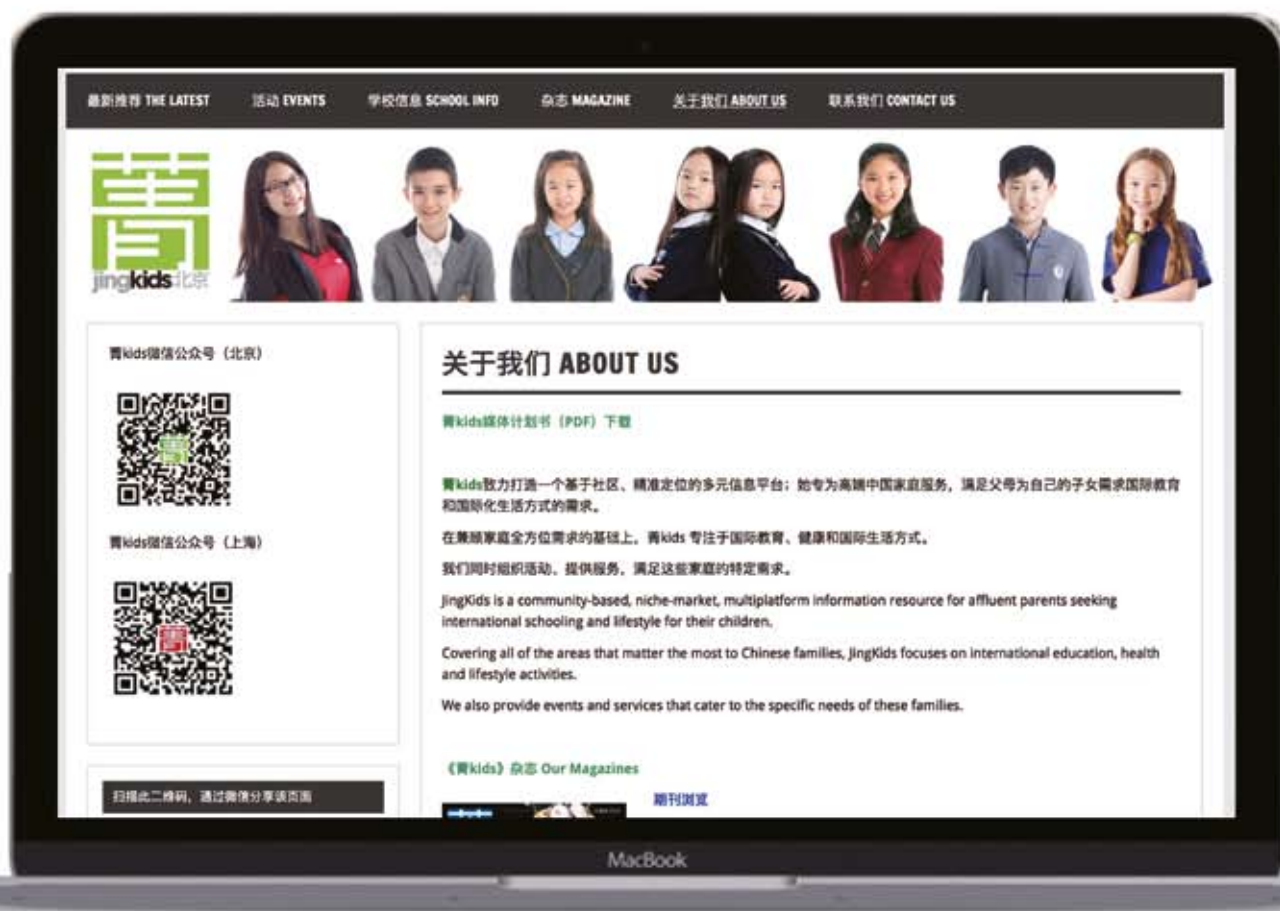 最新推荐 THE LATEST 活动 EVENTS 学校信息 SCHOOL INFO 杂志 MAGAZINE 关于我们 ABOUT US 联系我们 CONTACT US
菁
jingkids北京
菁kids微信公众号（北京）
菁
菁kids微信公众号（上海）
菁
扫描此二维码，通过微信分享该页面
关于我们 ABOUT US
菁kids媒体计划书（PDF）下载
菁kids致力打造一个基于社区、精准定位的多元信息平台；她专为高端中国家庭服务，满足父母为自己的子女需求国际教育
和国际化生活方式的需求。
在兼顾家庭全方位需求的基础上，菁kids 专注于国际教育、健康和国际生活方式。
我们同时组织活动、提供服务、满足这些家庭的特定需求。
JingKids is a community-based, niche-market, multiplatform information resource for affluent parents seeking
international schooling and lifestyle for their children.
Covering all of the areas that matter the most to Chinese families, JingKids focuses on international education, health
and lifestyle activities.
We also provide events and services that cater to the specific needs of these families.
《菁kids》杂志 Our Magazines
期刊浏览
MacBook